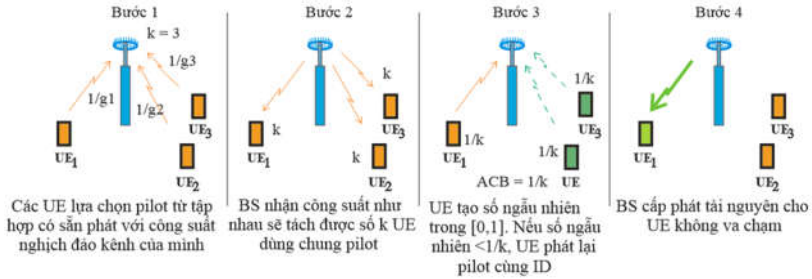 Bước 1
k = 3
1/g3
1/g1
1/g2
UE3
UE1
UE2
Các UE lựa chọn pilot từ tập
hợp có sẵn phát với công suất
nghịch đảo kênh của mình
Bước 2
k
k
k
UE3
UE1
UE2
BS nhận công suất như
nhau sẽ tách được số k UE
dùng chung pilot
Bước 3
1/k
1/k
1/k
UE3
UE1
UE
ACB = 1/k
UE tạo số ngẫu nhiên
trong [0,1]. Nếu số ngẫu
nhiên <1/k, UE phát lại
pilot cùng ID
Bước 4
UE3
UE1
UE2
BS cấp phát tài nguyên cho
UE không va chạm